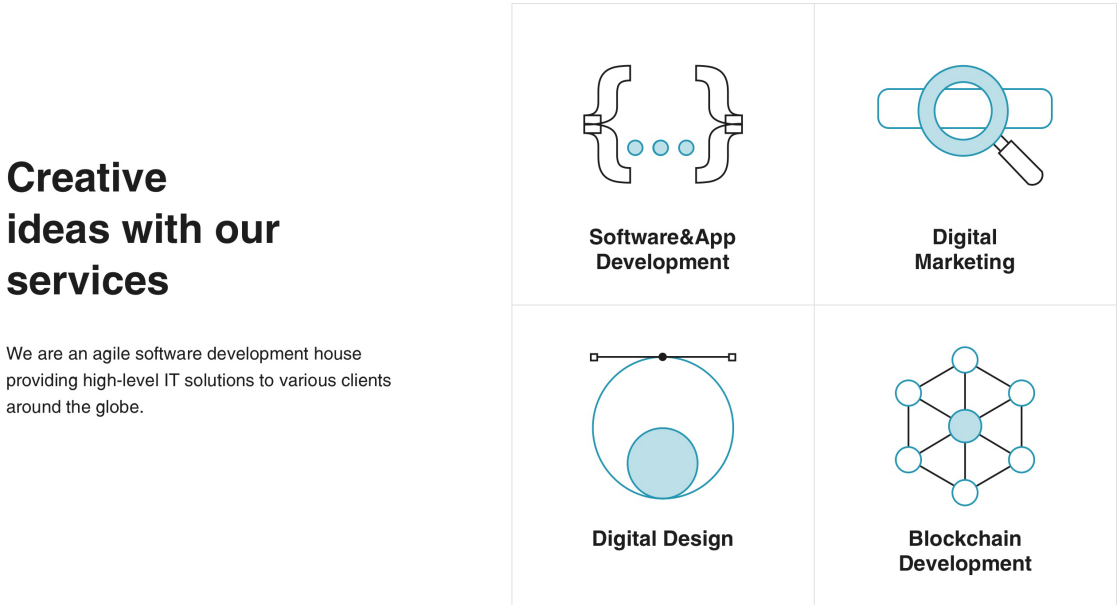 Creative
ideas with our
services
We are an agile software development house
providing high-level IT solutions to various clients
around the globe.
Software&App
Development
Digital
Marketing
Digital Design
Blockchain
Development